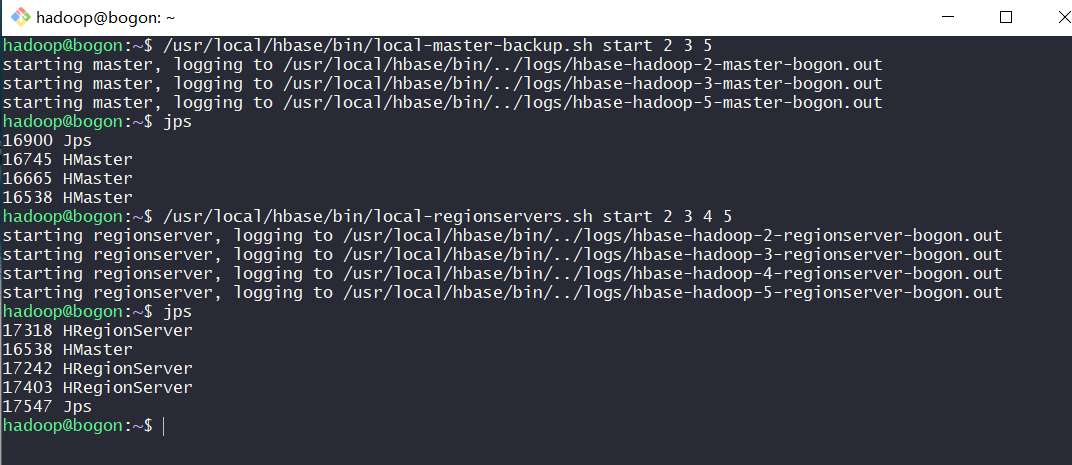 hadoop@bogon: ~
hadoop@bogon:~$ /usr/local/hbase/bin/local-master-backup.sh start 2 3 5
starting master, logging to /usr/local/hbase/bin/../logs/hbase-hadoop-2-master-bogon.out
starting master, logging to /usr/local/hbase/bin/../logs/hbase-hadoop-3-master-bogon.out
starting master, logging to /usr/local/hbase/bin/../logs/hbase-hadoop-5-master-bogon.out
hadoop@bogon:~$ jps
16900 Jps
16745 HMaster
16665 HMaster
16538 HMaster
hadoop@bogon:~$ /usr/local/hbase/bin/local-regionservers.sh start 2 3 4 5
starting regionserver, logging to /usr/local/hbase/bin/../logs/hbase-hadoop-2-regionserver-bogon.out
starting regionserver, logging to /usr/local/hbase/bin/../logs/hbase-hadoop-3-regionserver-bogon.out
starting regionserver, logging to /usr/local/hbase/bin/../logs/hbase-hadoop-4-regionserver-bogon.out
starting regionserver, logging to /usr/local/hbase/bin/../logs/hbase-hadoop-5-regionserver-bogon.out
hadoop@bogon:~$ jps
17318 HRegionServer
16538 HMaster
17242 HRegionServer
17403 HRegionServer
17547 Jps
hadoop@bogon:~$